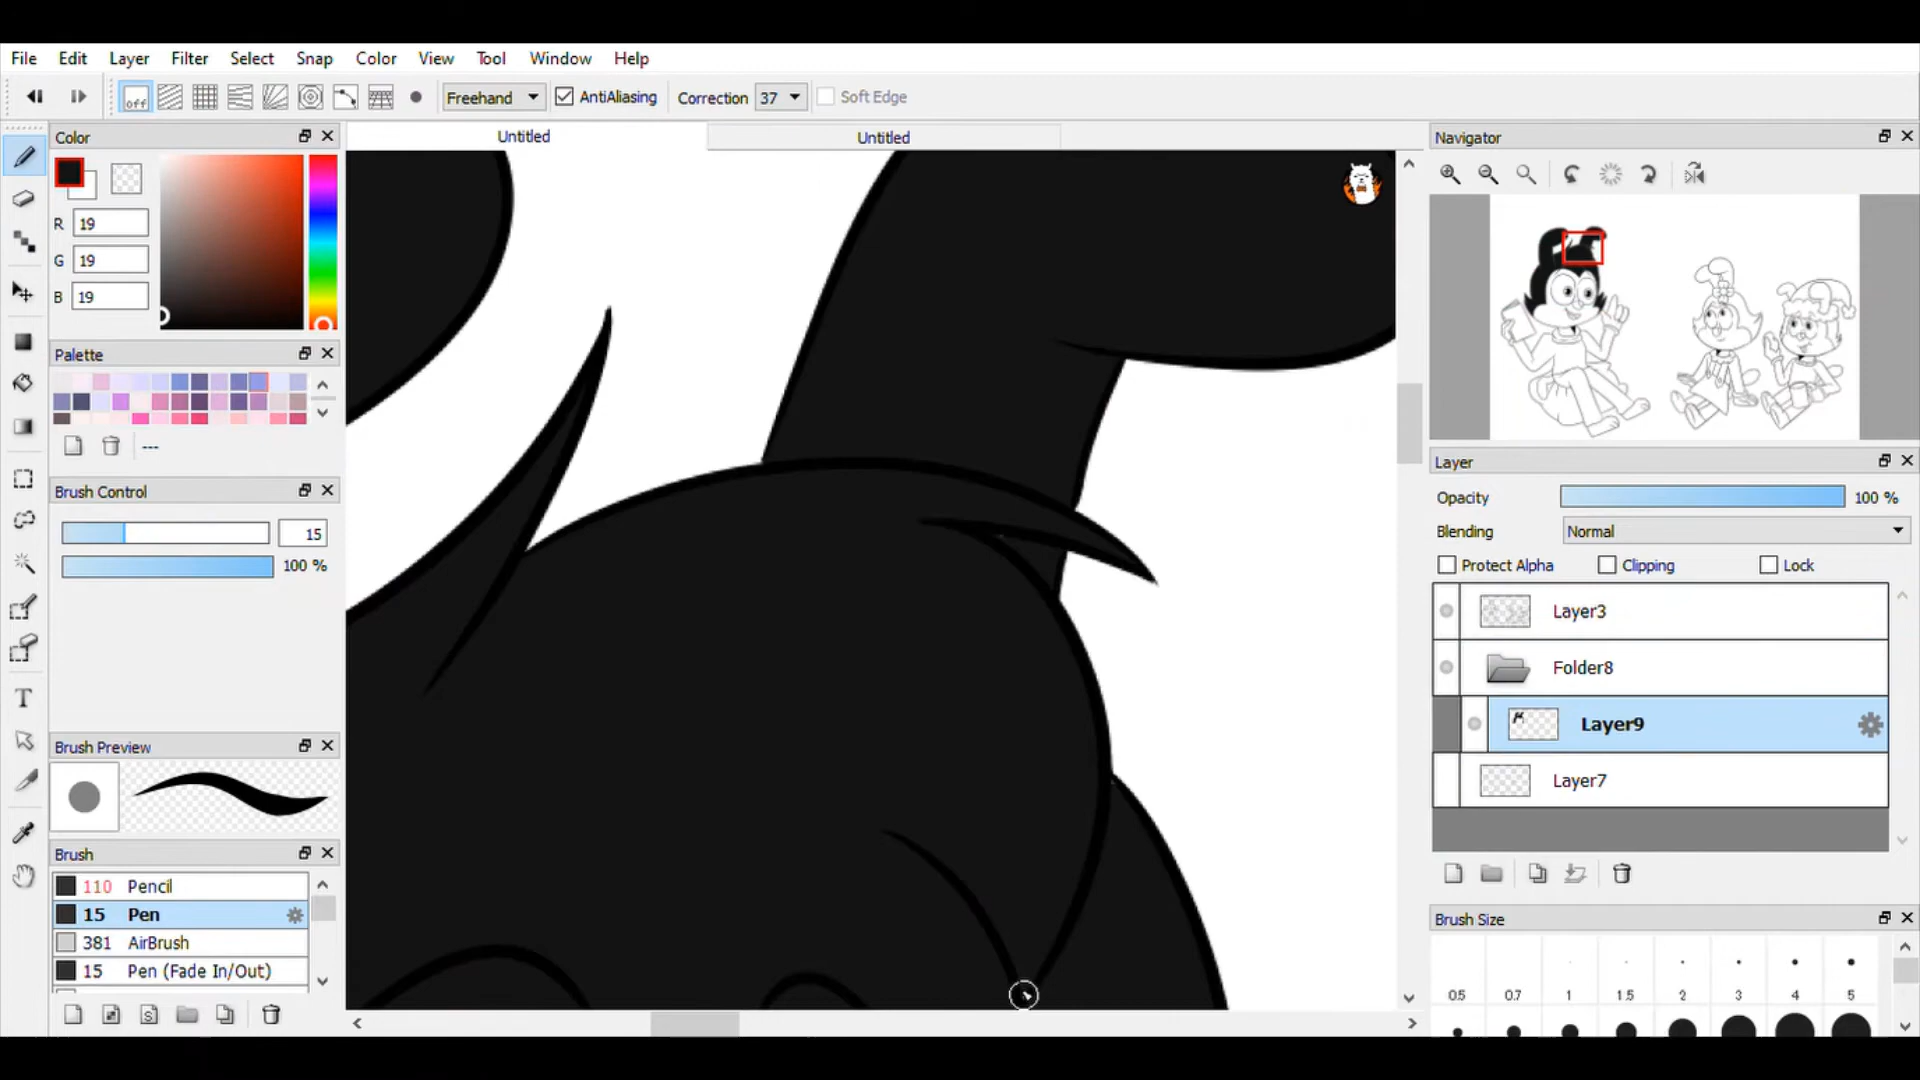 File Edit Layer Filter Select Snap Color View Tool Window Help
off Freehand AntiAliasing Correction 37 Soft Edge
Color
R 19
G 19
B 19
Palette
---
Brush Control
15
100 %
Brush Preview
Brush
110 Pencil
15 Pen
381 AirBrush
15 Pen (Fade In/Out)
S
T
Untitled Untitled
Navigator
Layer
Opacity 100 %
Blending Normal
Protect Alpha Clipping Lock
Layer3
Folder8
Layer9
Layer7
Brush Size
0.5 0.7 1 1.5 2 3 4 5